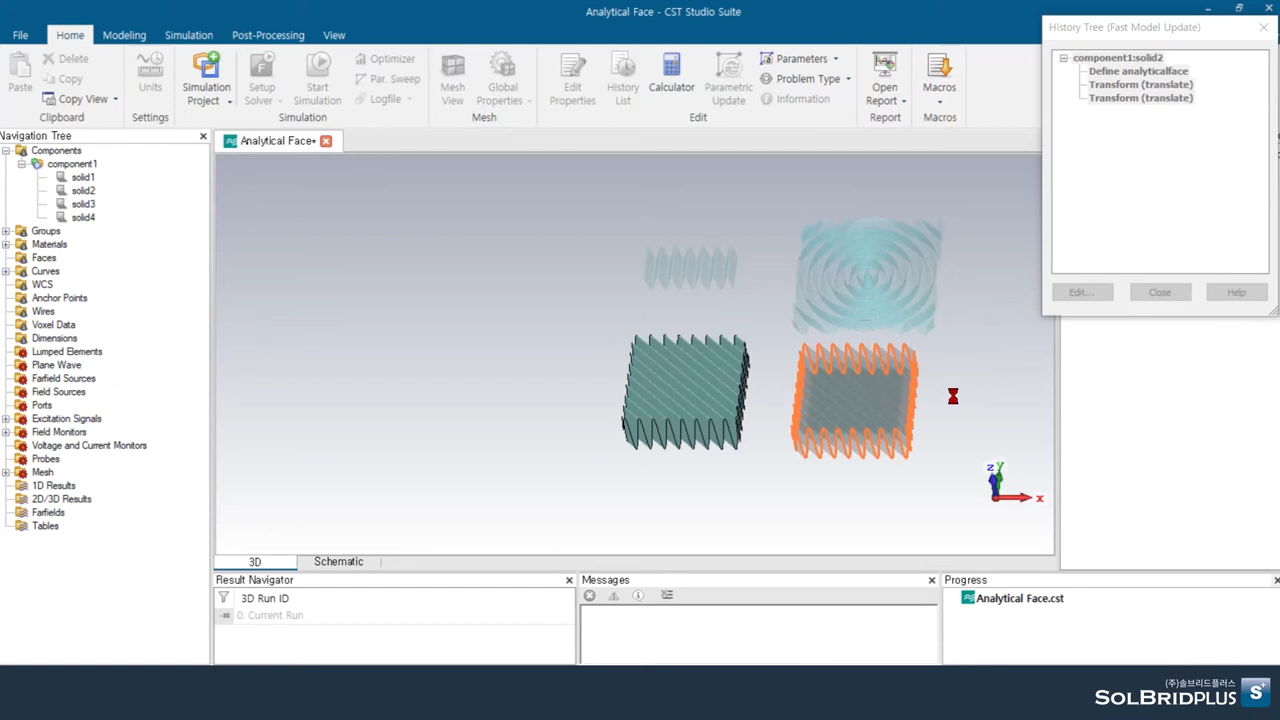 Analytical Face - CST Studio Suite
File
Home
Modeling
Simulation
Post-Processing
View
Paste
Delete
Copy
Copy View
Clipboard
Units
Settings
Simulation
Project
Setup
Solver
Start
Simulation
Optimizer
Par. Sweep
Logfile
Simulation
Mesh
View
Global
Properties
Mesh
Edit
Properties
History
List
Calculator
Parametric
Update
Parameters
Problem Type
Information
Edit
Open
Report
Report
Macros
Macros
History Tree (Fast Model Update)
component1:solid2
Define analyticalface
Transform (translate)
Transform (translate)
Edit...
Close
Help
Navigation Tree
Components
component1
solid1
solid2
solid3
solid4
Groups
Materials
Faces
Curves
WCS
Anchor Points
Wires
Voxel Data
Dimensions
Lumped Elements
Plane Wave
Farfield Sources
Field Sources
Ports
Excitation Signals
Field Monitors
Voltage and Current Monitors
Probes
Mesh
1D Results
2D/3D Results
Farfields
Tables
Analytical Face*
z
y
x
3D
Schematic
Result Navigator
3D Run ID
0: Current Run
Messages
Progress
Analytical Face.cst
(주)솔브리드플러스
SOLBRIDPLUS
S+